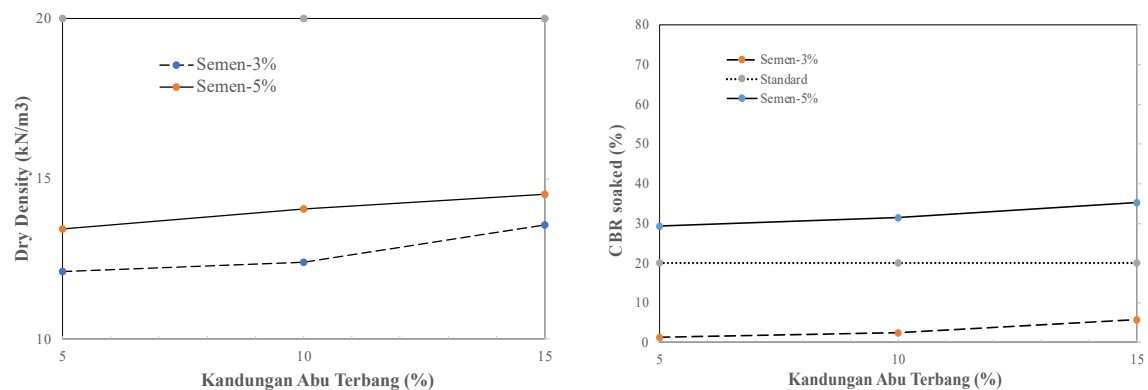 20
15
10
Dry Density (kN/m3)
Semen-3%
Semen-5%
5 10 15
Kandungan Abu Terbang (%)
80
70
60
50
40
30
20
10
0
CBR soaked (%)
Semen-3%
Standard
Semen-5%
5 10 15
Kandungan Abu Terbang (%)